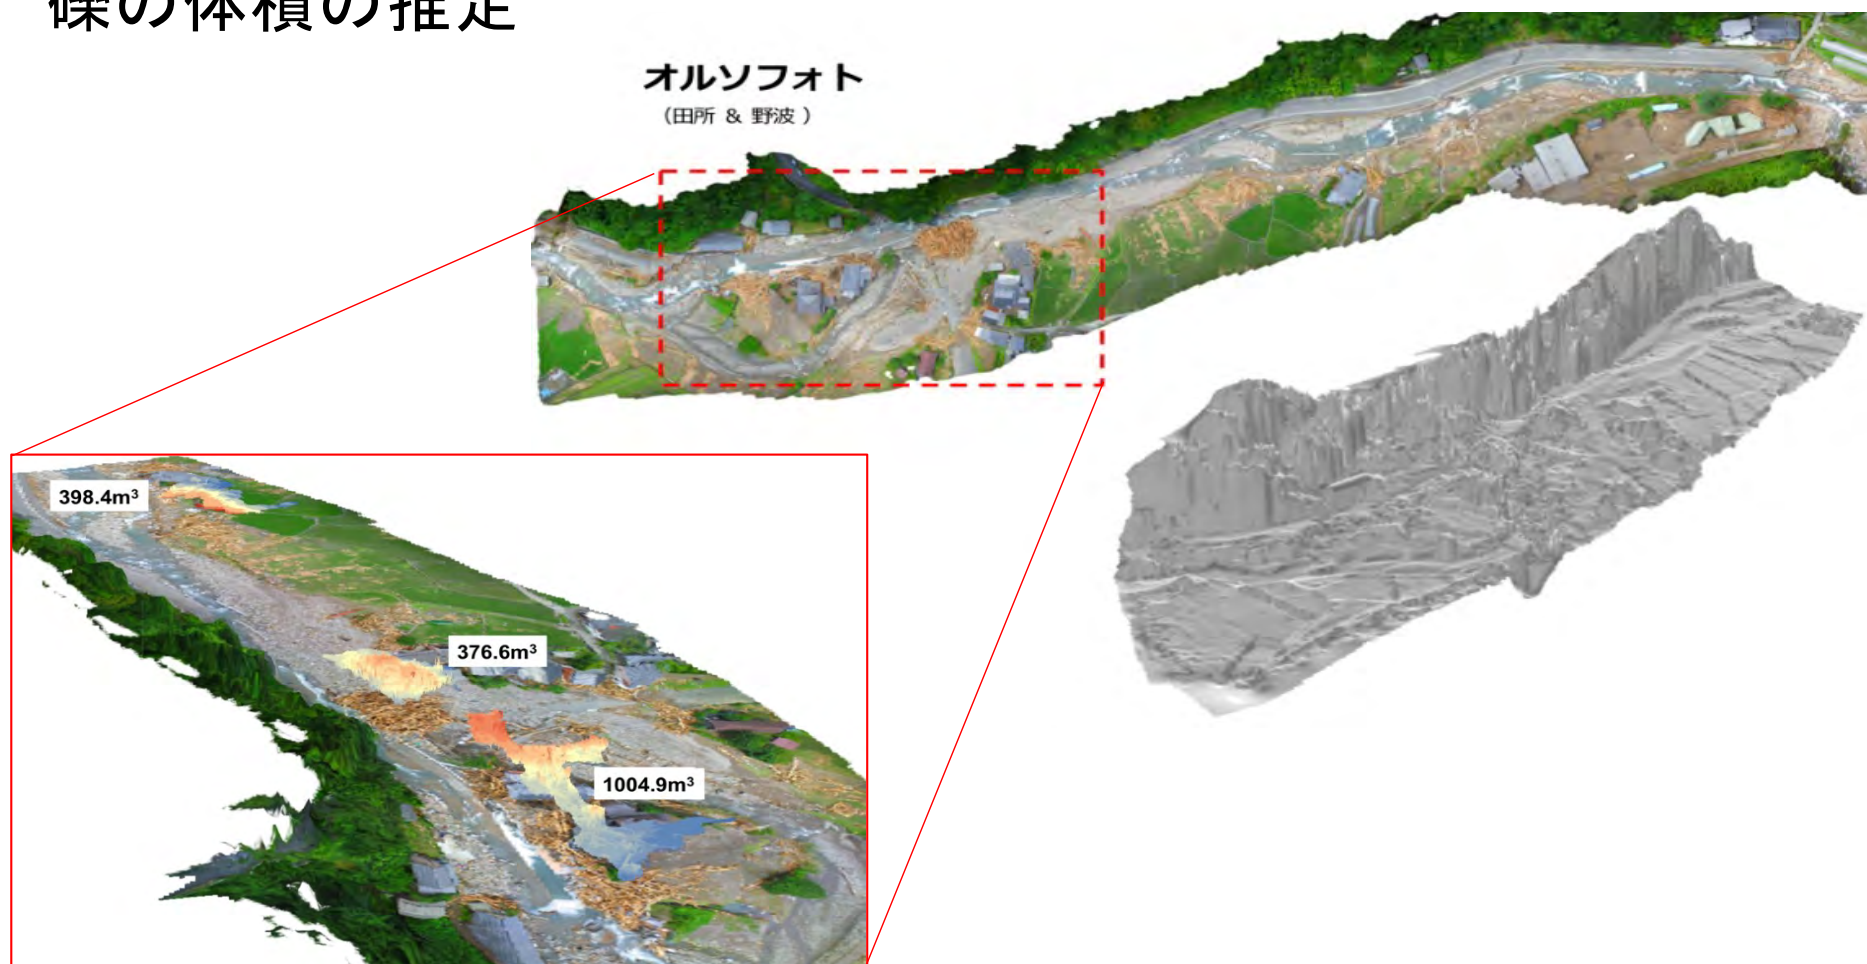 礫の体積の推定
オルソフォト
（田所 & 野波 ）
398.4m³
376.6m³
1004.9m³